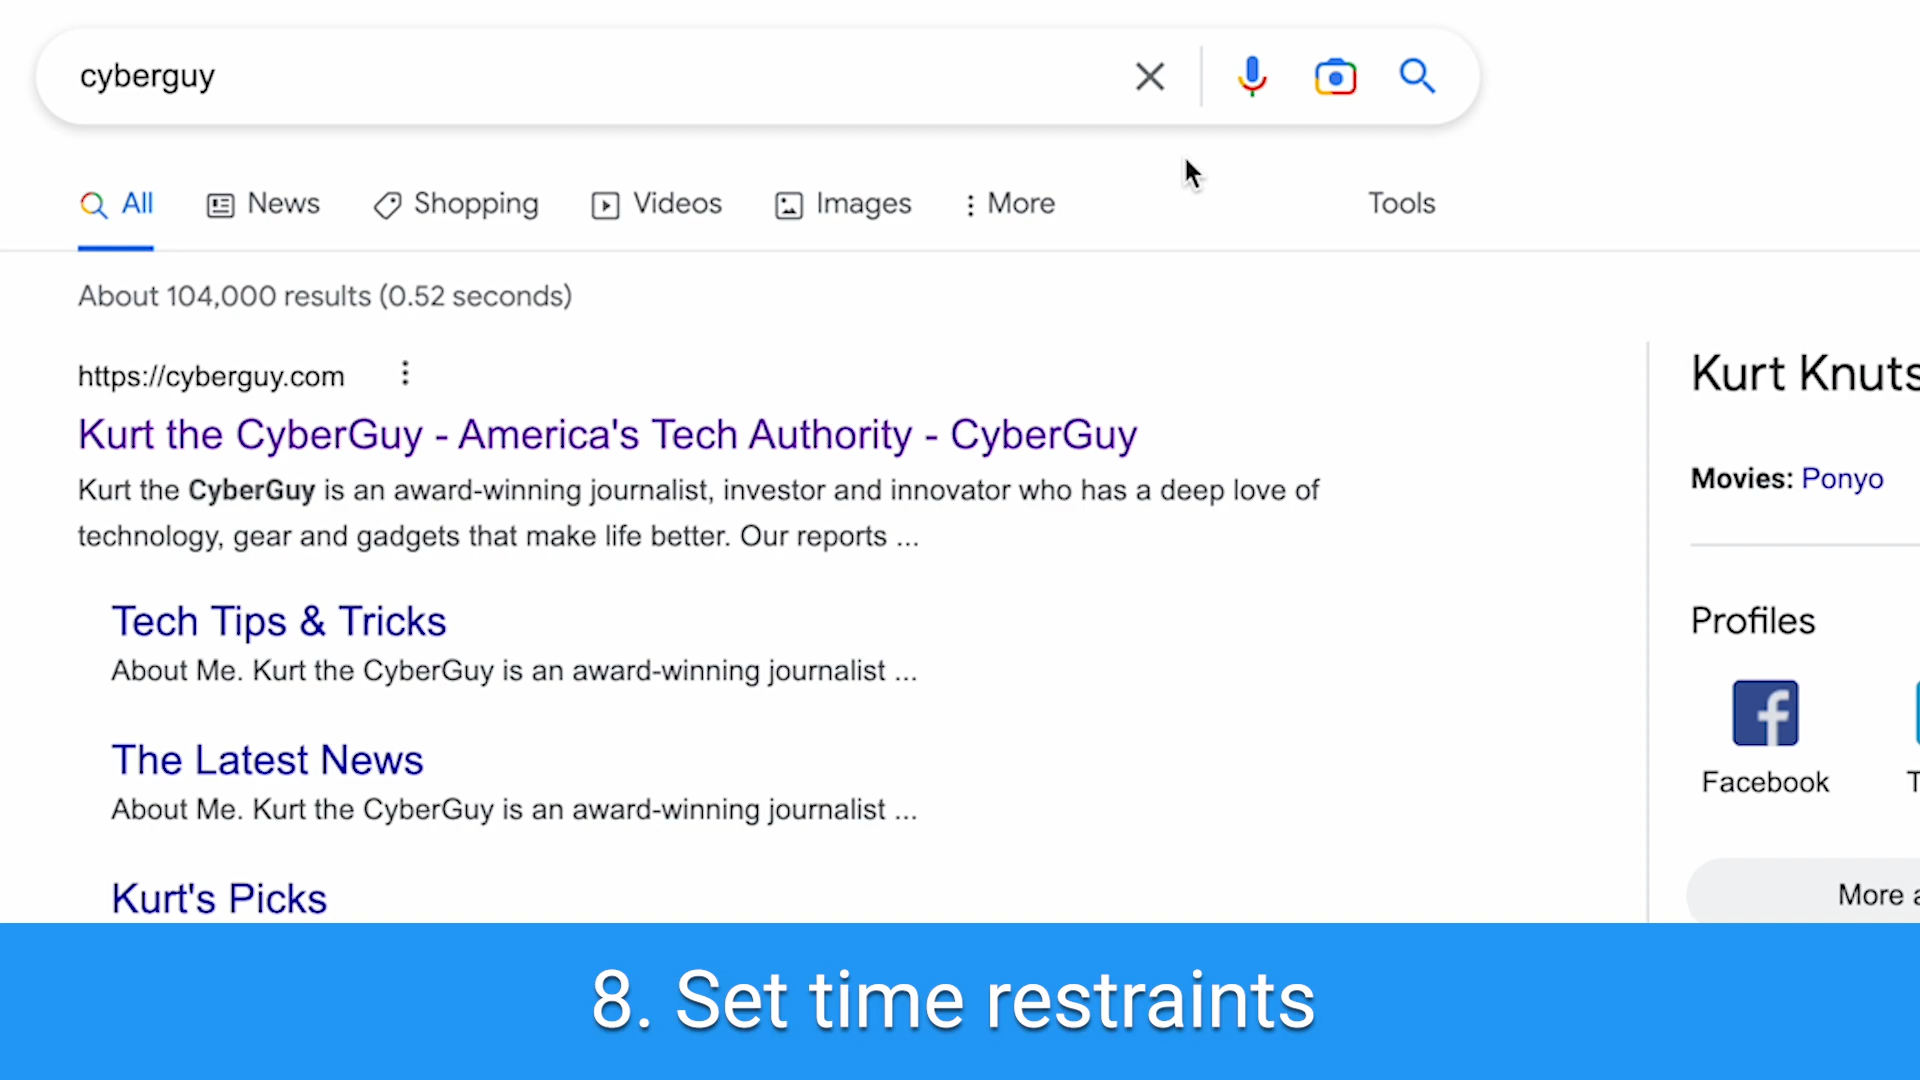 cyberguy
All News Shopping Videos Images More Tools
About 104,000 results (0.52 seconds)
https://cyberguy.com
Kurt the CyberGuy - America's Tech Authority - CyberGuy
Kurt the CyberGuy is an award-winning journalist, investor and innovator who has a deep love of
technology, gear and gadgets that make life better. Our reports ...
Tech Tips & Tricks
About Me. Kurt the CyberGuy is an award-winning journalist ...
The Latest News
About Me. Kurt the CyberGuy is an award-winning journalist ...
Kurt's Picks
Kurt Knuts
Movies: Ponyo
Profiles
Facebook
More
8. Set time restraints